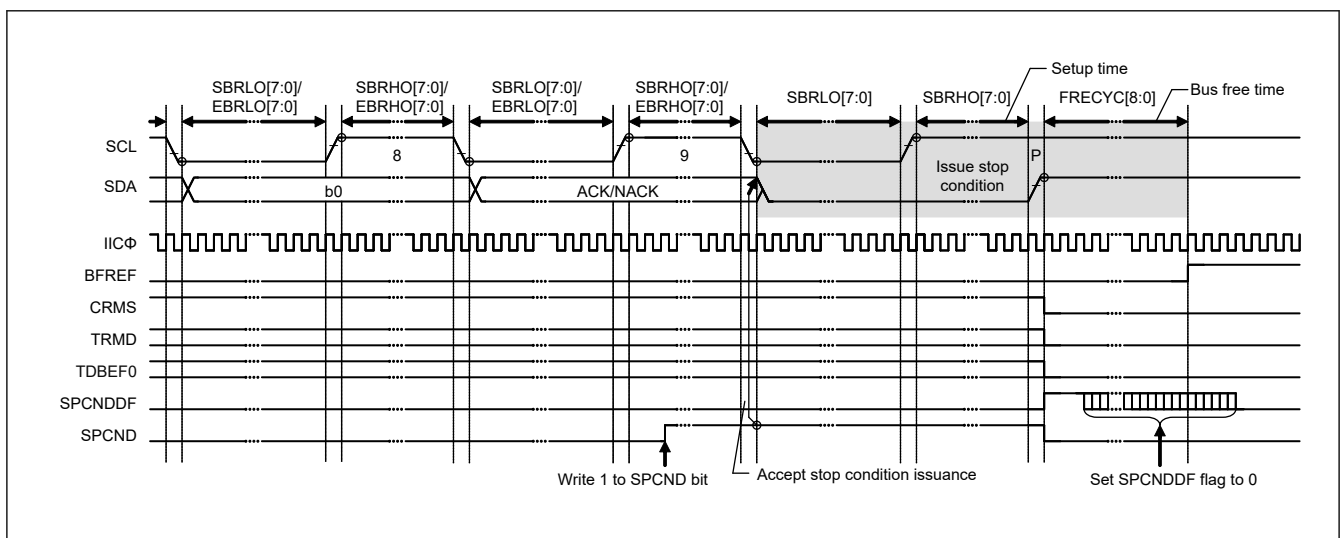 Setup time
SBRLO[7:0]/
EBRLO[7:0]
SBRHO[7:0]/
EBRHO[7:0]
SBRLO[7:0]/
EBRLO[7:0]
SBRHO[7:0]/
EBRHO[7:0]
SBRLO[7:0]
SBRHO[7:0]
FRECYC[8:0]
Bus free time
SCL
8
9
Issue stop
condition
P
SDA
b0
ACK/NACK
IICΦ
BFREF
CRMS
TRMD
TDBEF0
SPCNDDF
SPCND
Write 1 to SPCND bit
Accept stop condition issuance
Set SPCNDDF flag to 0